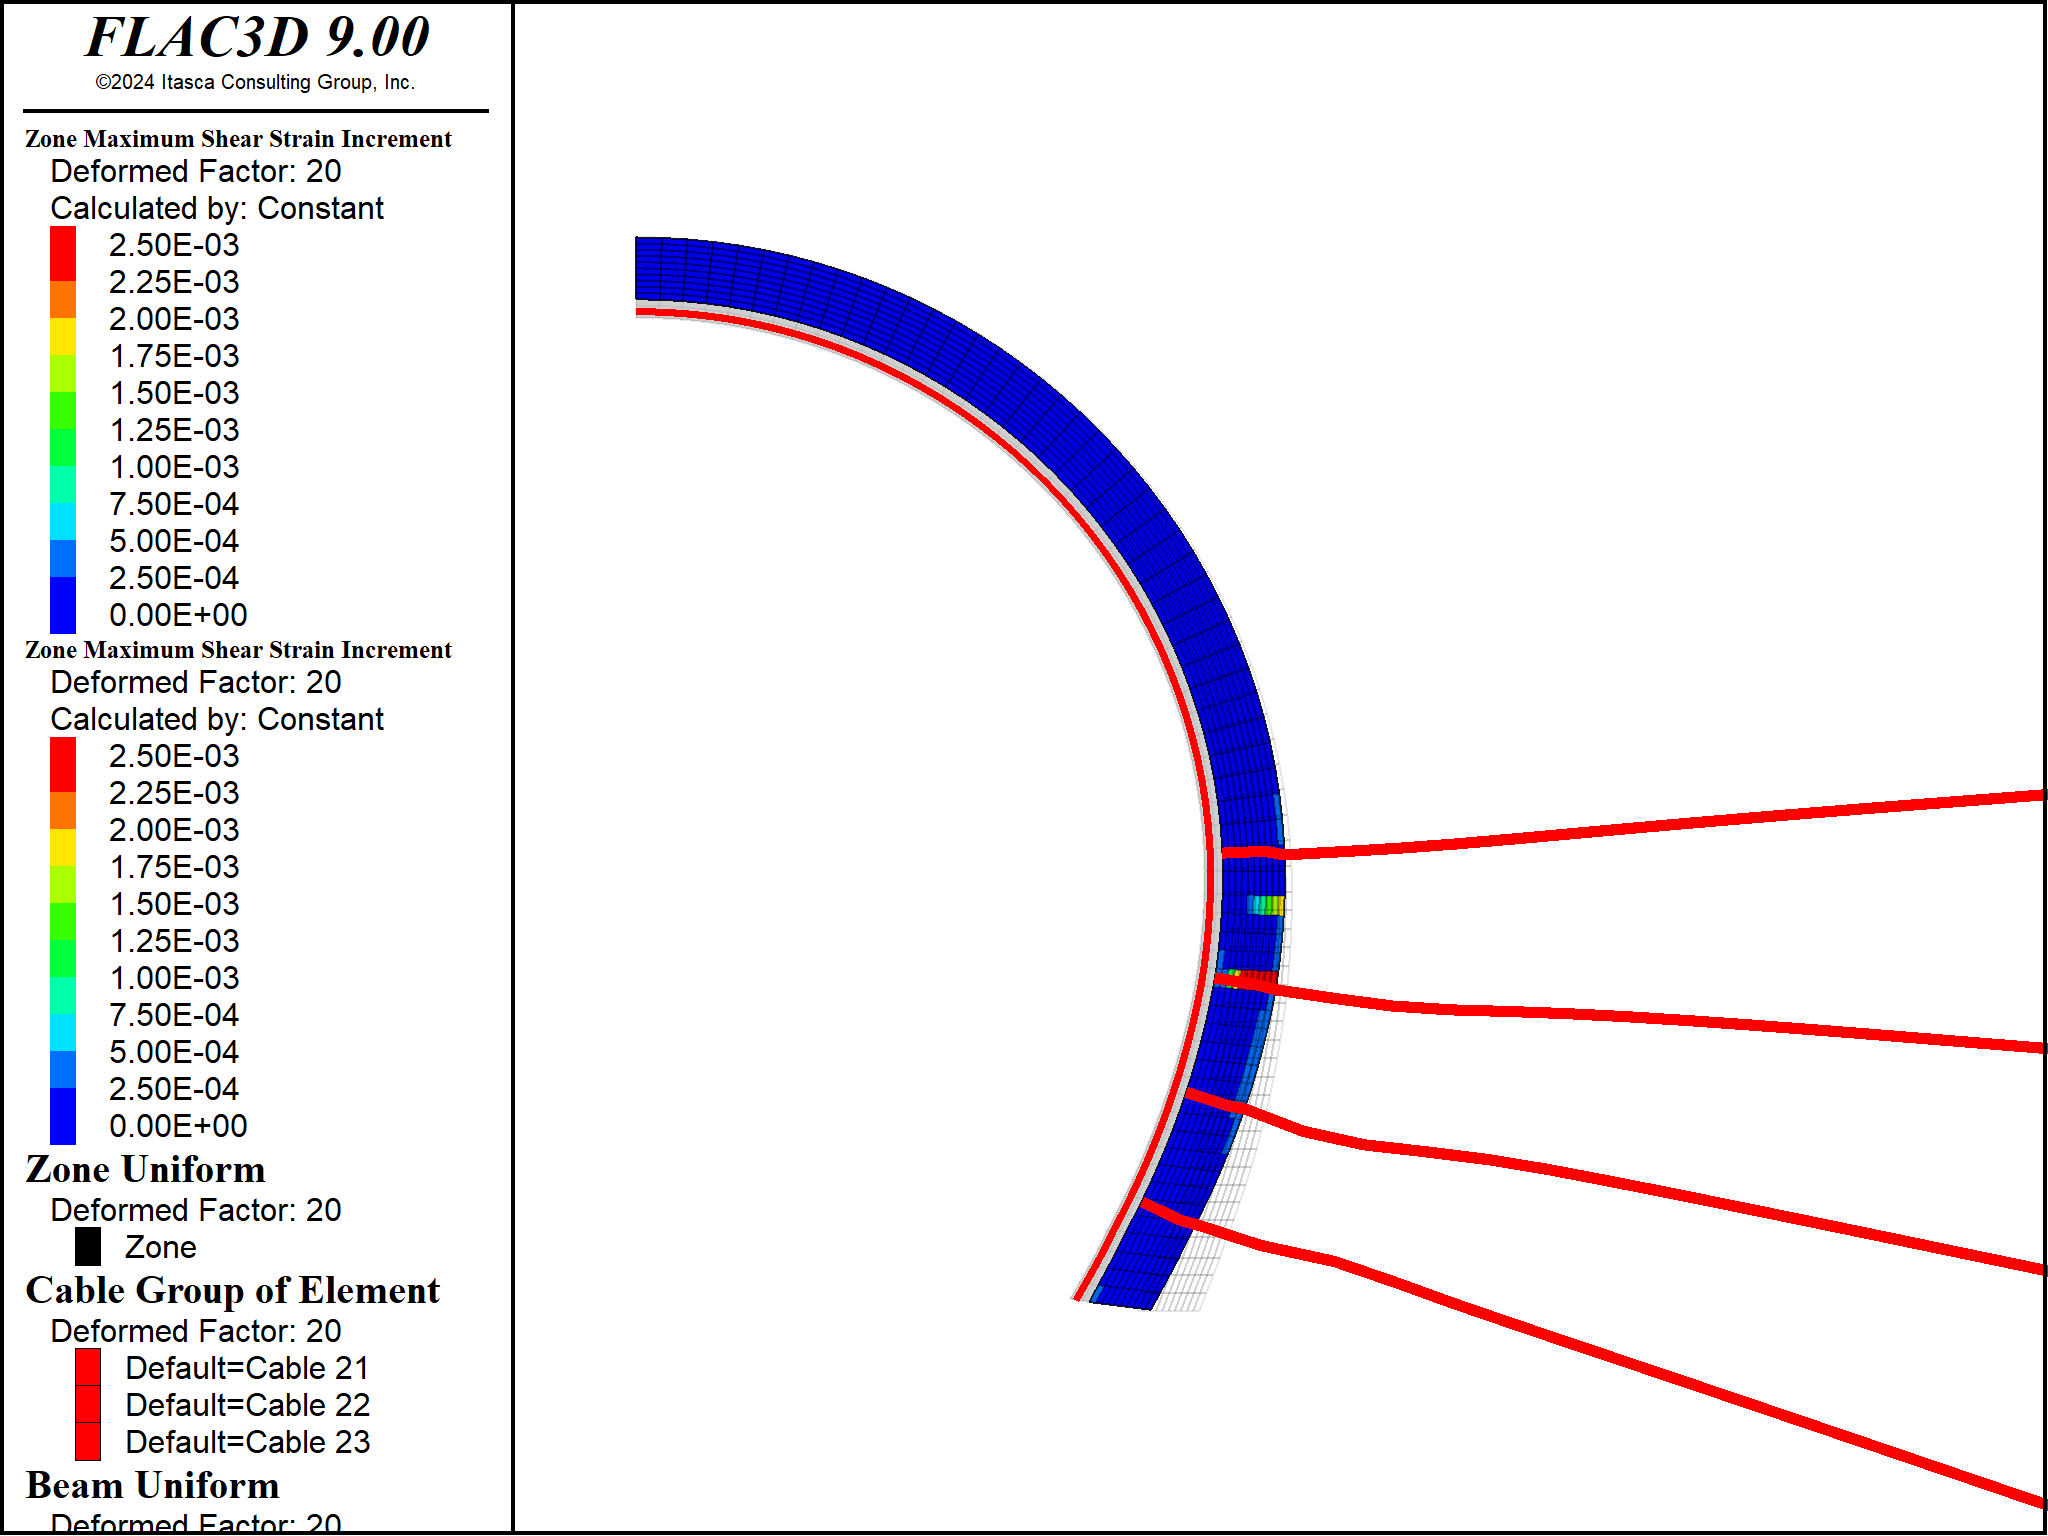 FLAC3D 9.00
©2024 Itasca Consulting Group, Inc.
Zone Maximum Shear Strain Increment
Deformed Factor: 20
Calculated by: Constant
2.50E-03
2.25E-03
2.00E-03
1.75E-03
1.50E-03
1.25E-03
1.00E-03
7.50E-04
5.00E-04
2.50E-04
0.00E+00
Zone Maximum Shear Strain Increment
Deformed Factor: 20
Calculated by: Constant
2.50E-03
2.25E-03
2.00E-03
1.75E-03
1.50E-03
1.25E-03
1.00E-03
7.50E-04
5.00E-04
2.50E-04
0.00E+00
Zone Uniform
Deformed Factor: 20
Zone
Cable Group of Element
Deformed Factor: 20
Default=Cable 21
Default=Cable 22
Default=Cable 23
Beam Uniform
Deformed Factor: 20